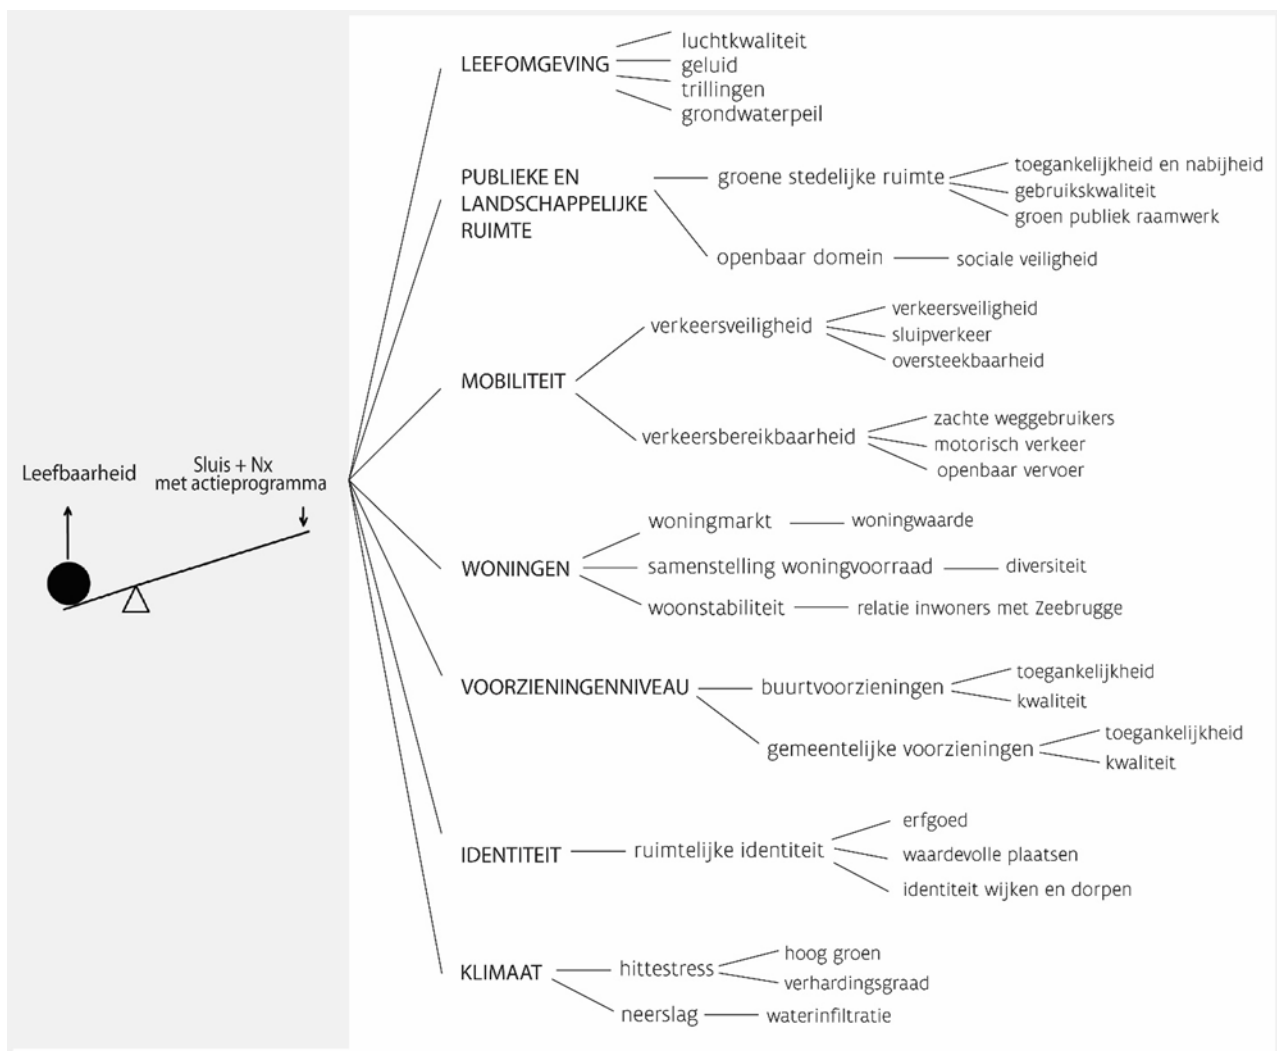 Leefbaarheid
Sluis + Nx
met actieprogramma
LEEFOMGEVING
luchtkwaliteit
geluid
trillingen
grondwaterpeil
PUBLIEKE EN
LANDSCHAPPELIJKE
RUIMTE
groene stedelijke ruimte
toegankelijkheid en nabijheid
gebruikskwaliteit
groen publiek raamwerk
openbaar domein
sociale veiligheid
MOBILITEIT
verkeersveiligheid
verkeersveiligheid
sluipverkeer
oversteekbaarheid
verkeersbereikbaarheid
zachte weggebruikers
motorisch verkeer
openbaar vervoer
WONINGEN
woningmarkt
woningwaarde
samenstelling woningvoorraad
diversiteit
woonstabiliteit
relatie inwoners met Zeebrugge
VOORZIENINGENNIVEAU
buurtvoorzieningen
toegankelijkheid
kwaliteit
gemeentelijke voorzieningen
toegankelijkheid
kwaliteit
IDENTITEIT
ruimtelijke identiteit
erfgoed
waardevolle plaatsen
identiteit wijken en dorpen
KLIMAAT
hittestress
hoog groen
verhardingsgraad
neerslag
waterinfiltratie